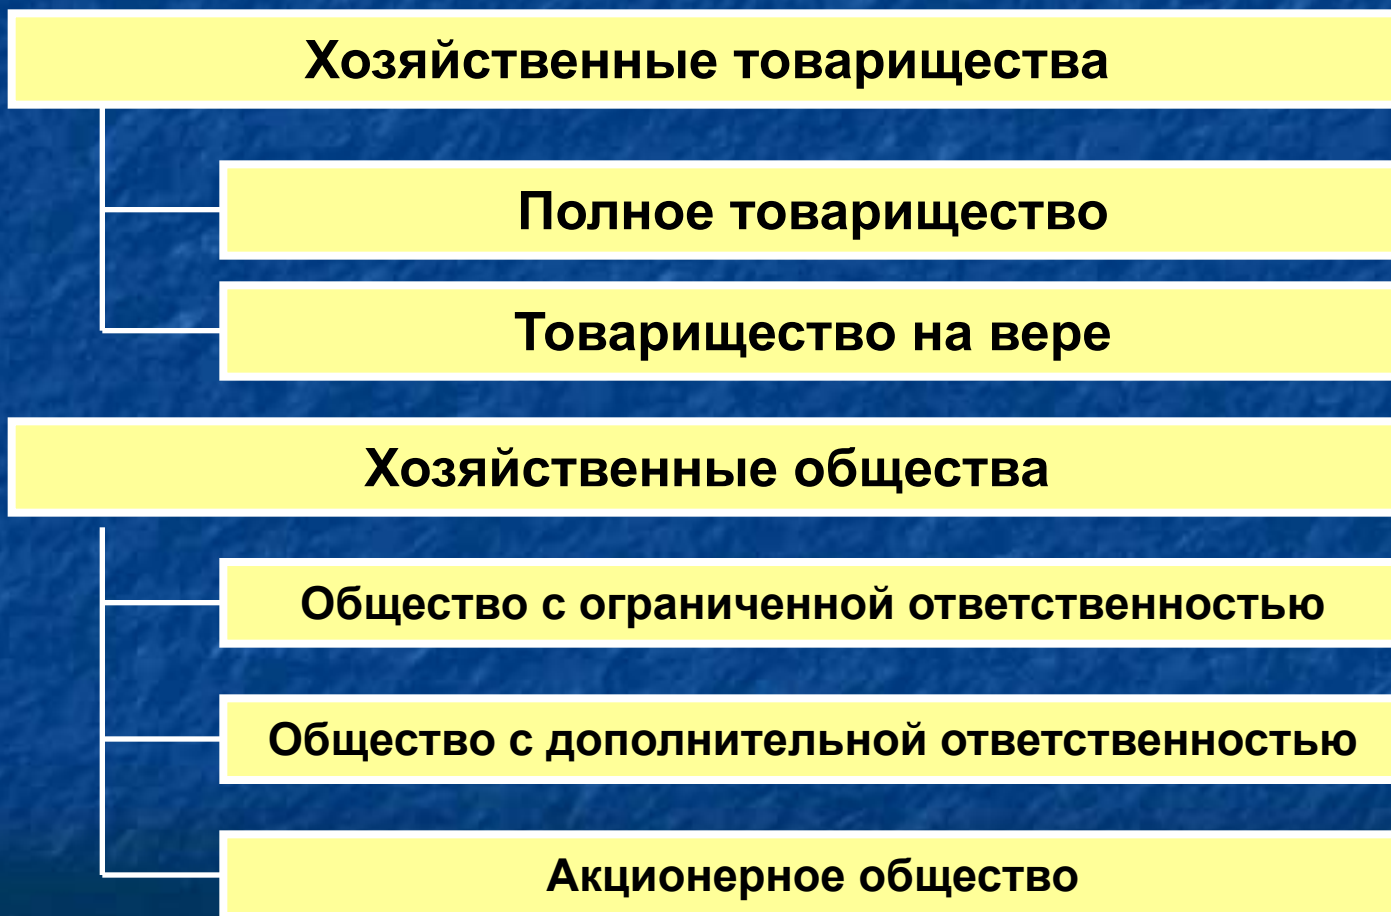 Хозяйственные товарищества
Полное товарищество
Товарищество на вере
Хозяйственные общества
Общество с ограниченной ответственностью
Общество с дополнительной ответственностью
Акционерное общество